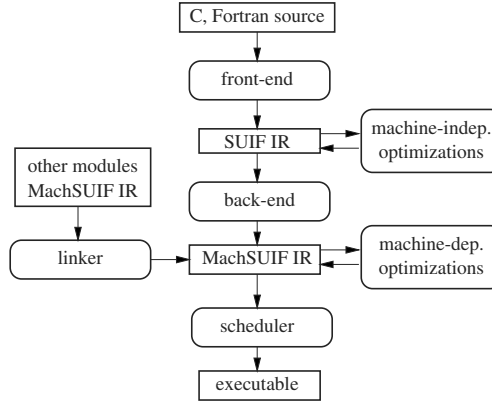 C, Fortran source
front-end
SUIF IR
machine-indep.
optimizations
other modules
MachSUIF IR
back-end
linker
MachSUIF IR
machine-dep.
optimizations
scheduler
executable